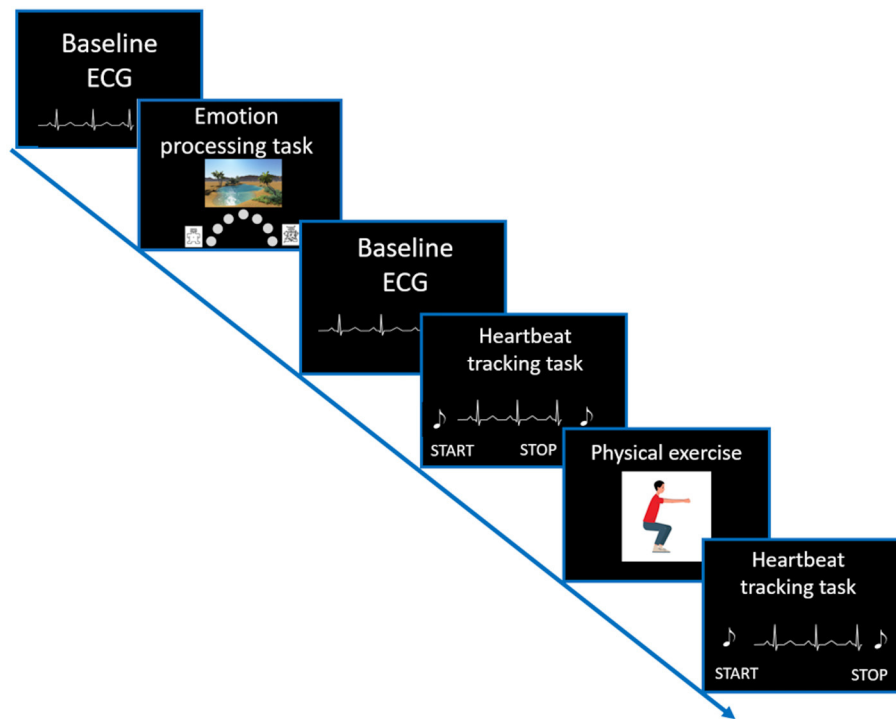 Baseline
ECG
Emotion
processing task
Baseline
ECG
Heartbeat
tracking task
START STOP
Physical exercise
Heartbeat
tracking task
START STOP